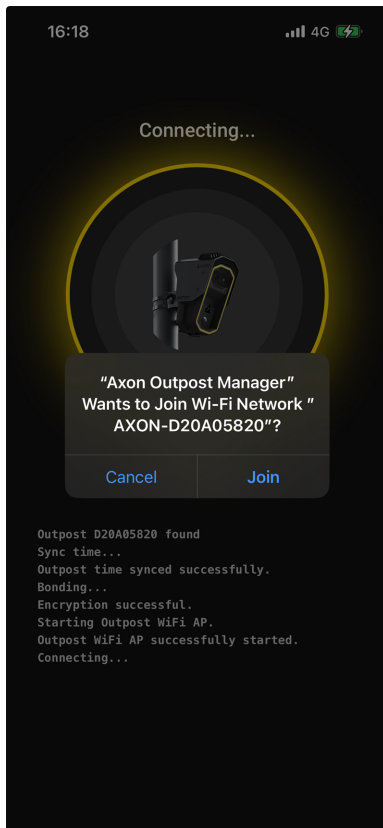 16:18
4G
Connecting...
“Axon Outpost Manager”
Wants to Join Wi-Fi Network ”
AXON-D20A05820”?
Cancel
Join
Outpost D20A05820 found
Sync time...
Outpost time synced successfully.
Bonding...
Encryption successful.
Starting Outpost WiFi AP.
Outpost WiFi AP successfully started.
Connecting...